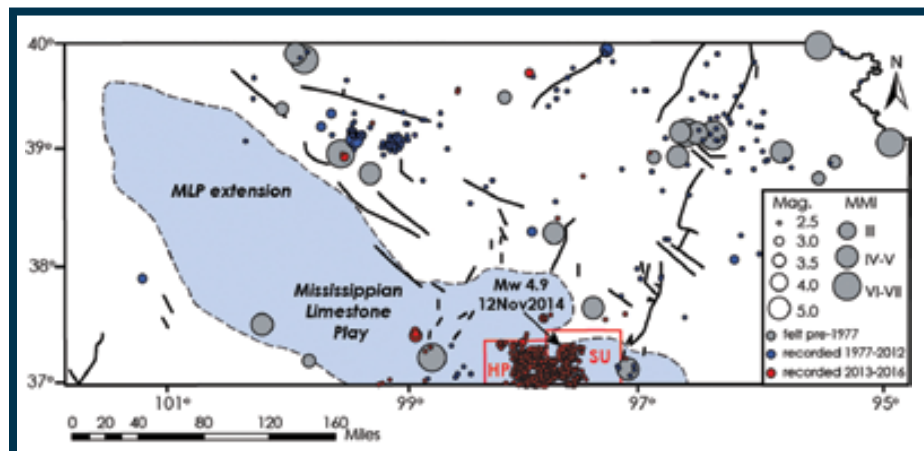 40°
N
39°
MLP extension
Mag.
MMI
2.5
3.0
III
3.5
IV-V
4.0
VI-VII
5.0
38°
Mw 4.9
12Nov2014
Mississippian
Limestone
Play
felt pre-1977
recorded 1977-2012
HP
SU
recorded 2013-2016
37°
101°
99°
97°
95°
0 20 40 80 120 160
Miles